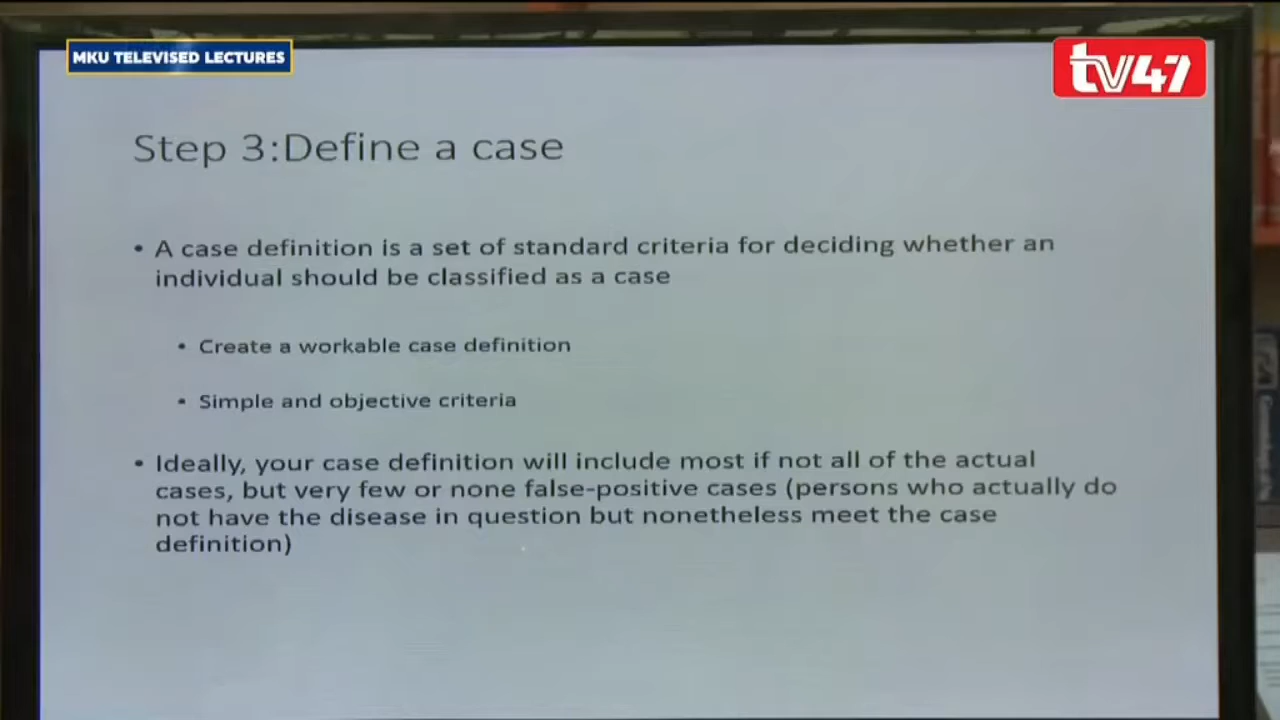 MKU TELEVISED LECTURES
tv47
Step 3:Define a case
• A case definition is a set of standard criteria for deciding whether an
individual should be classified as a case
• Create a workable case definition
• Simple and objective criteria
• Ideally, your case definition will include most if not all of the actual
cases, but very few or none false-positive cases (persons who actually do
not have the disease in question but nonetheless meet the case
definition)